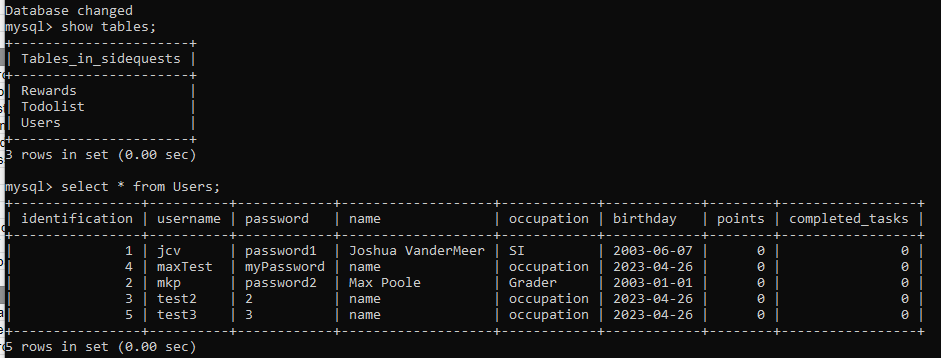 Database changed
mysql> show tables;
+----------------------+
| Tables_in_sidequests |
+----------------------+
| Rewards              |
| Todolist             |
| Users                |
+----------------------+
3 rows in set (0.00 sec)
mysql> select * from Users;
+----------------+----------+------------+-----------------+------------+------------+--------+-----------------+
| identification | username | password   | name            | occupation | birthday   | points | completed_tasks |
+----------------+----------+------------+-----------------+------------+------------+--------+-----------------+
|              1 | jcv      | password1  | Joshua VanderMeer | SI         | 2003-06-07 |      0 |               0 |
|              4 | maxTest  | myPassword | name            | occupation | 2023-04-26 |      0 |               0 |
|              2 | mkp      | password2  | Max Poole       | Grader     | 2003-01-01 |      0 |               0 |
|              3 | test2    | 2          | name            | occupation | 2023-04-26 |      0 |               0 |
|              5 | test3    | 3          | name            | occupation | 2023-04-26 |      0 |               0 |
+----------------+----------+------------+-----------------+------------+------------+--------+-----------------+
5 rows in set (0.00 sec)